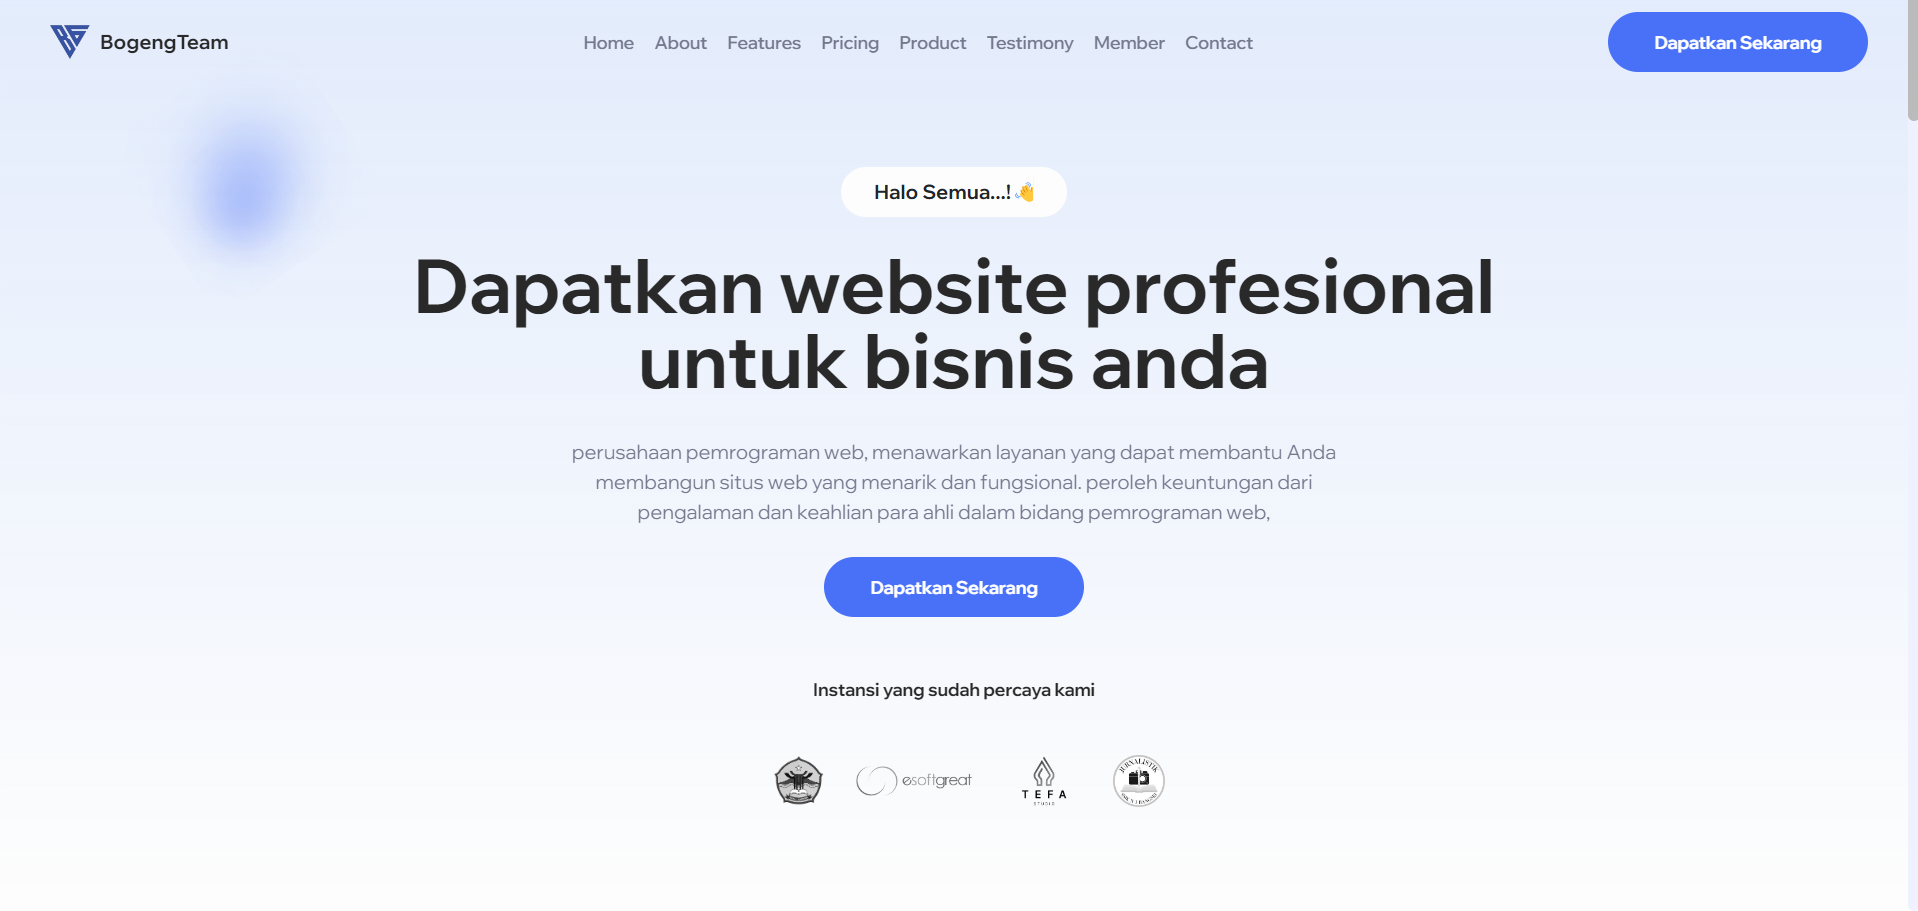 BogengTeam
Home About Features Pricing Product Testimony Member Contact
Dapatkan Sekarang
Halo Semua...!👋
Dapatkan website profesional
untuk bisnis anda
perusahaan pemrograman web, menawarkan layanan yang dapat membantu Anda
membangun situs web yang menarik dan fungsional. peroleh keuntungan dari
pengalaman dan keahlian para ahli dalam bidang pemrograman web,
Dapatkan Sekarang
Instansi yang sudah percaya kami
esoftgreat
TEFA
STUDIO
JURNALISTIK